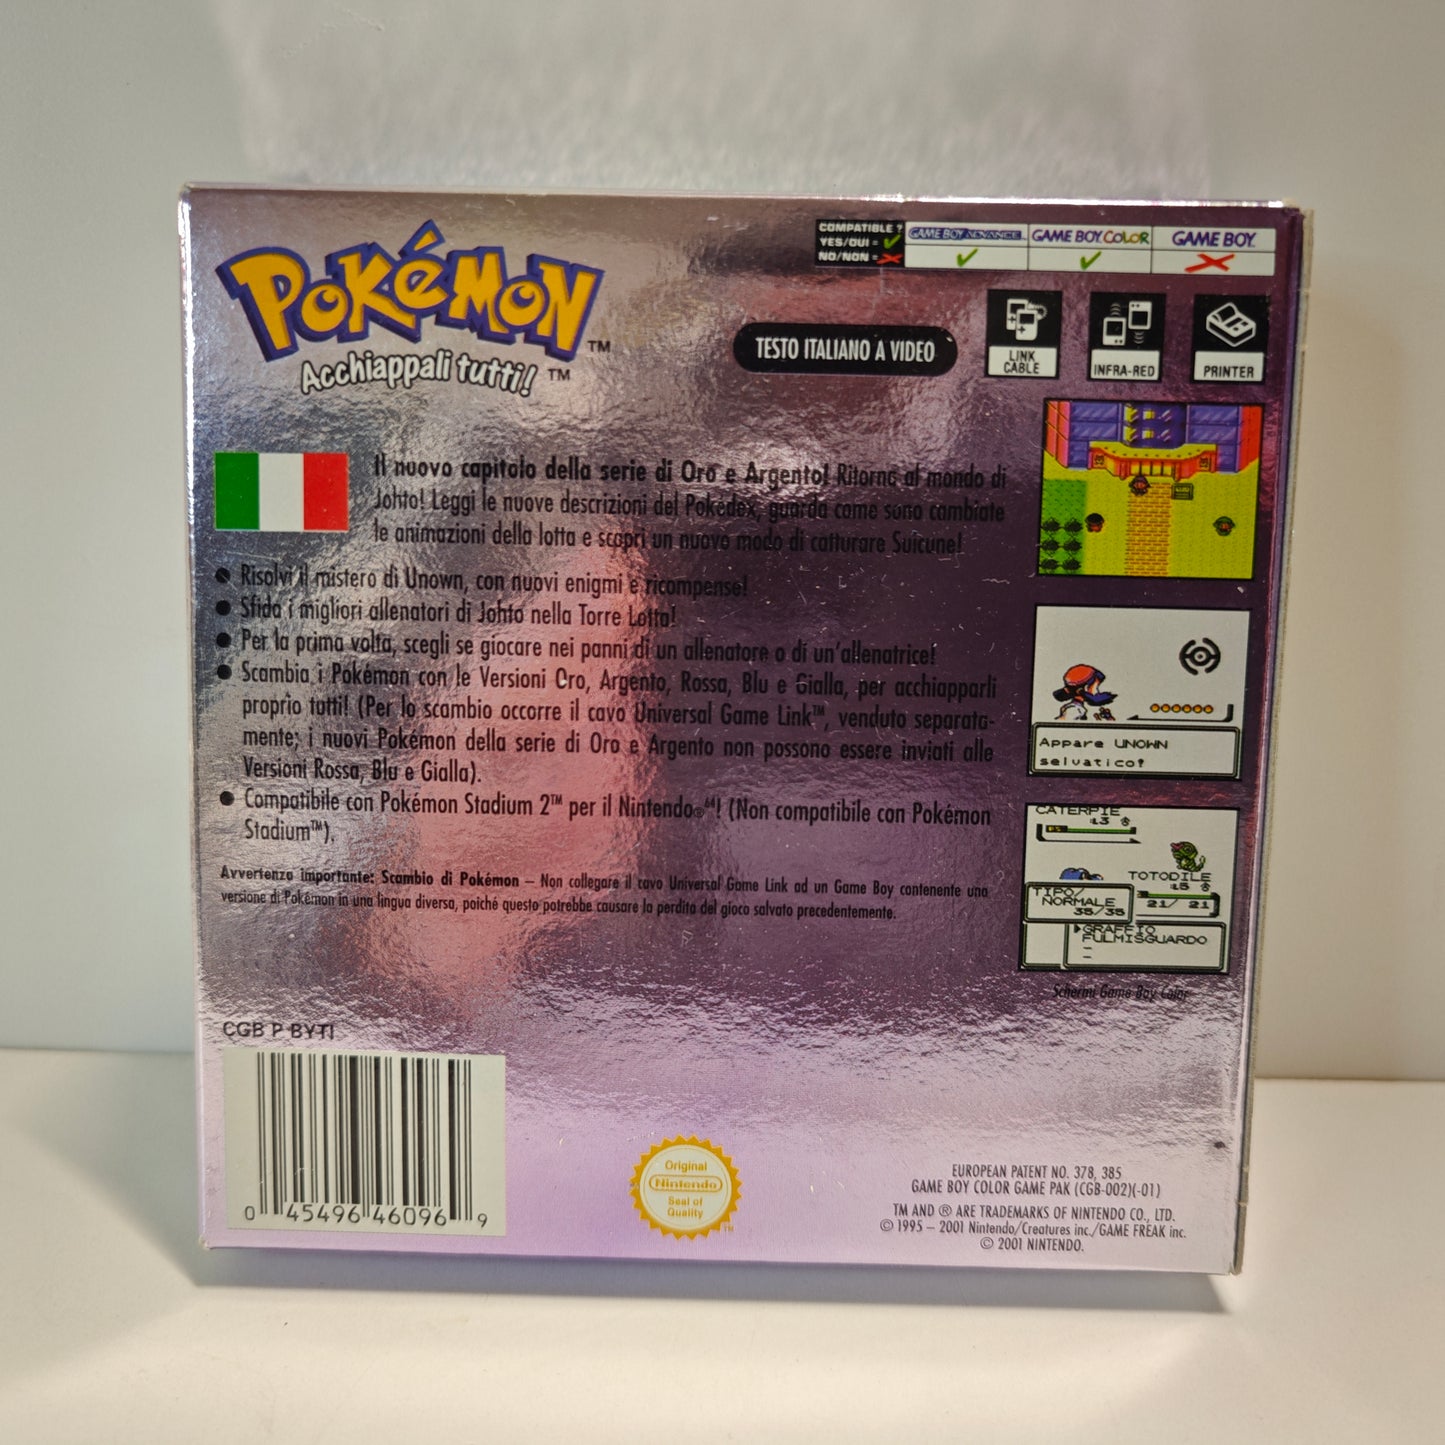 POKéMON™
Acchiappali tutti!™
COMPATIBLE?
YES/OUI =
NO/NON =
GAME BOY ADVANCE
GAME BOY COLOR
GAME BOY
TESTO ITALIANO A VIDEO
LINK
CABLE
INFRA-RED
PRINTER
Il nuovo capitolo della serie di Oro e Argento! Ritorna al mondo di
Johto! Leggi le nuove descrizioni del Pokédex, guarda come sono cambiate
le animazioni della lotta e scopri un nuovo modo di catturare Suicune!
● Risolvi il mistero di Unown, con nuovi enigmi e ricompense!
● Sfida i migliori allenatori di Johto nella Torre Lotta!
● Per la prima volta, scegli se giocare nei panni di un allenatore o di un'allenatrice!
● Scambia i Pokémon con le Versioni Oro, Argento, Rossa, Blu e Gialla, per acchiapparli
proprio tutti! (Per lo scambio occorre il cavo Universal Game Link™, venduto separata-
mente; i nuovi Pokémon della serie di Oro e Argento non possono essere inviati alle
Versioni Rossa, Blu e Gialla).
● Compatibile con Pokémon Stadium 2™ per il Nintendo®⁶⁴! (Non compatibile con Pokémon
Stadium™).
Avvertenza importante: Scambio di Pokémon – Non collegare il cavo Universal Game Link ad un Game Boy contenente una
versione di Pokémon in una lingua diversa, poiché questo potrebbe causare la perdita del gioco salvato precedentemente.
Appare UNOWN
selvatico!
CATERPIE
:L3 ♂
TOTODILE
:L5 ♂
21/ 21
TIPO/
NORMALE
35/35
▶GRAFFIO
FULMISGUARDO
-
-
Schermi Game Boy Color
CGB P BYTI
0 45496 46096 9
Original
Nintendo
Seal of
Quality
TM
EUROPEAN PATENT NO. 378, 385
GAME BOY COLOR GAME PAK (CGB-002)(-01)
TM AND ® ARE TRADEMARKS OF NINTENDO CO., LTD.
© 1995 – 2001 Nintendo/Creatures inc./GAME FREAK inc.
© 2001 NINTENDO.